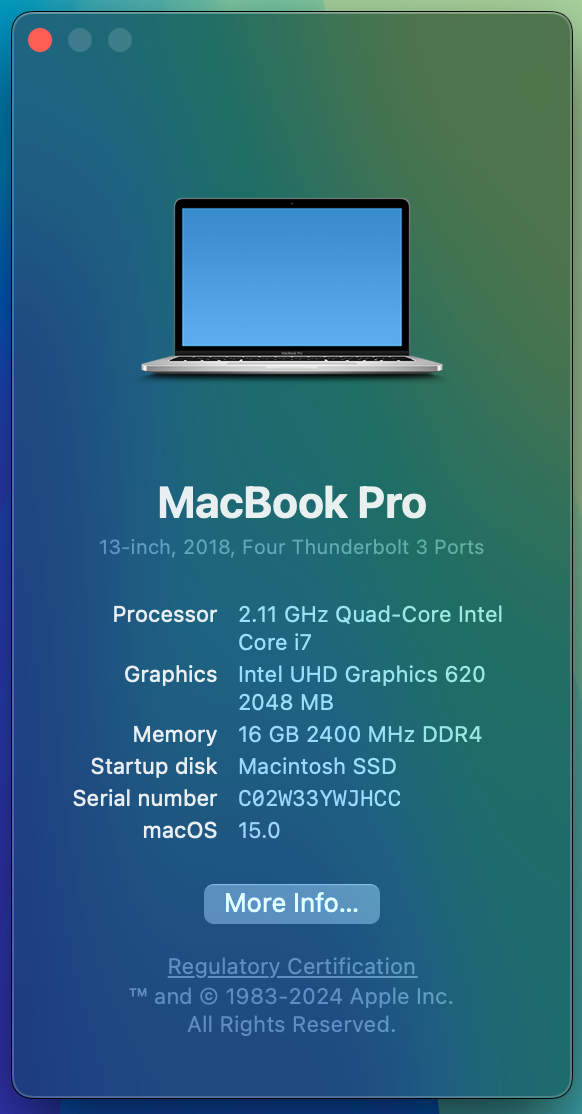 MacBook Pro
13-inch, 2018, Four Thunderbolt 3 Ports
Processor 2.11 GHz Quad-Core Intel
Core i7
Graphics Intel UHD Graphics 620
2048 MB
Memory 16 GB 2400 MHz DDR4
Startup disk Macintosh SSD
Serial number C02W33YWJHCC
macOS 15.0
More Info...
Regulatory Certification
™ and © 1983-2024 Apple Inc.
All Rights Reserved.